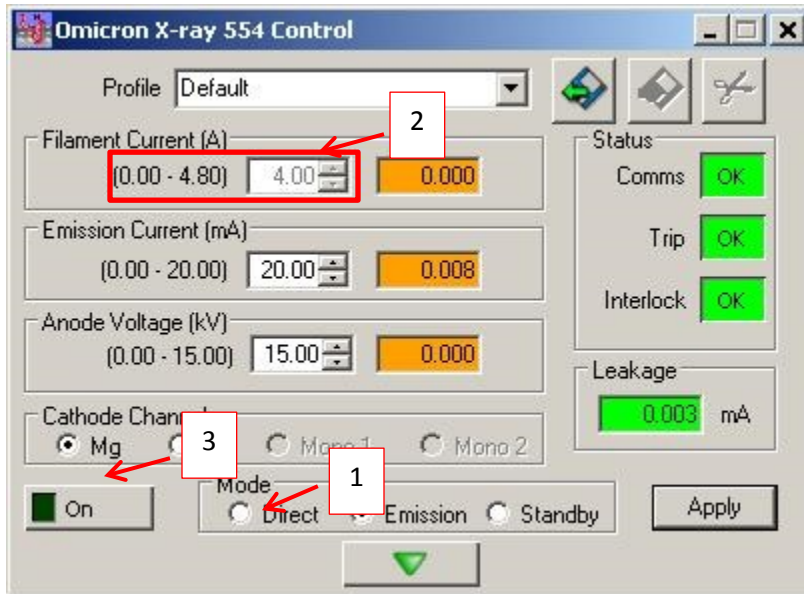 Omicron X-ray 554 Control
Profile Default
2
Filament Current (A)
(0.00 - 4.80) 4.00 0.000
Status
Comms OK
Emission Current (mA)
(0.00 - 20.00) 20.00 0.008
Trip OK
Interlock OK
Anode Voltage (kV)
(0.00 - 15.00) 15.00 0.000
Leakage
0.003 mA
Cathode
Mg 3 Mono 1 Mono 2
Mode 1
On Direct Emission Standby Apply